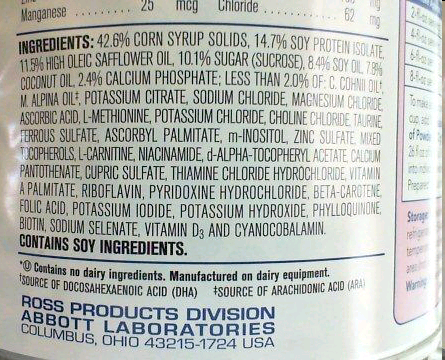 Manganese 25 mcg Chloride 62 mg
INGREDIENTS: 42.6% CORN SYRUP SOLIDS, 14.7% SOY PROTEIN ISOLATE,
11.5% HIGH OLEIC SAFFLOWER OIL, 10.1% SUGAR (SUCROSE), 8.4% SOY OIL, 7.9%
COCONUT OIL, 2.4% CALCIUM PHOSPHATE; LESS THAN 2.0% OF: C. COHNII OIL†,
M. ALPINA OIL‡, POTASSIUM CITRATE, SODIUM CHLORIDE, MAGNESIUM CHLORIDE,
ASCORBIC ACID, L-METHIONINE, POTASSIUM CHLORIDE, CHOLINE CHLORIDE, TAURINE,
FERROUS SULFATE, ASCORBYL PALMITATE, m-INOSITOL, ZINC SULFATE, MIXED
TOCOPHEROLS, L-CARNITINE, NIACINAMIDE, d-ALPHA-TOCOPHERYL ACETATE, CALCIUM
PANTOTHENATE, CUPRIC SULFATE, THIAMINE CHLORIDE HYDROCHLORIDE, VITAMIN
A PALMITATE, RIBOFLAVIN, PYRIDOXINE HYDROCHLORIDE, BETA-CAROTENE,
FOLIC ACID, POTASSIUM IODIDE, POTASSIUM HYDROXIDE, PHYLLOQUINONE,
BIOTIN, SODIUM SELENATE, VITAMIN D3 AND CYANOCOBALAMIN.
CONTAINS SOY INGREDIENTS.
*Ⓤ Contains no dairy ingredients. Manufactured on dairy equipment.
†SOURCE OF DOCOSAHEXAENOIC ACID (DHA) ‡SOURCE OF ARACHIDONIC ACID (ARA)
ROSS PRODUCTS DIVISION
ABBOTT LABORATORIES
COLUMBUS, OHIO 43215-1724 USA
To make
cup, add
of Powder
Prepared
Storage
Warning